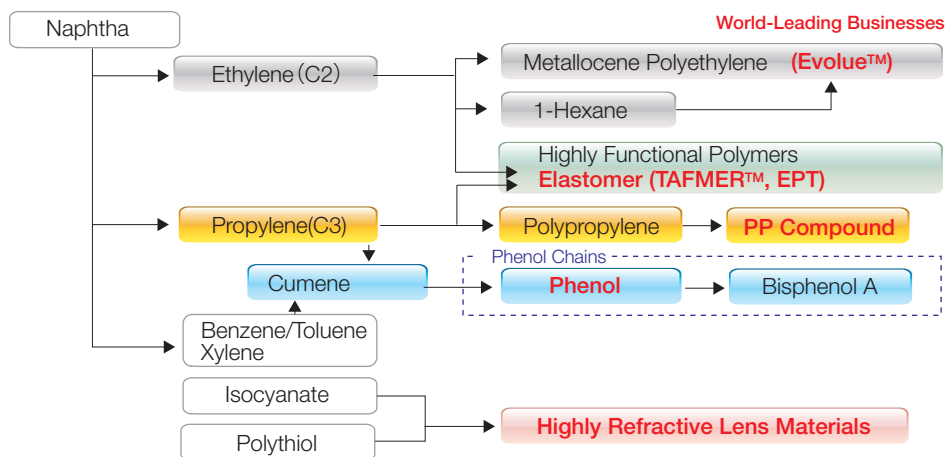 Naphtha
World-Leading Businesses
Ethylene (C2)
Metallocene Polyethylene (Evolue™)
1-Hexane
Highly Functional Polymers
Elastomer (TAFMER™, EPT)
Propylene(C3)
Polypropylene
PP Compound
Phenol Chains
Cumene
Phenol
Bisphenol A
Benzene/Toluene
Xylene
Isocyanate
Polythiol
Highly Refractive Lens Materials